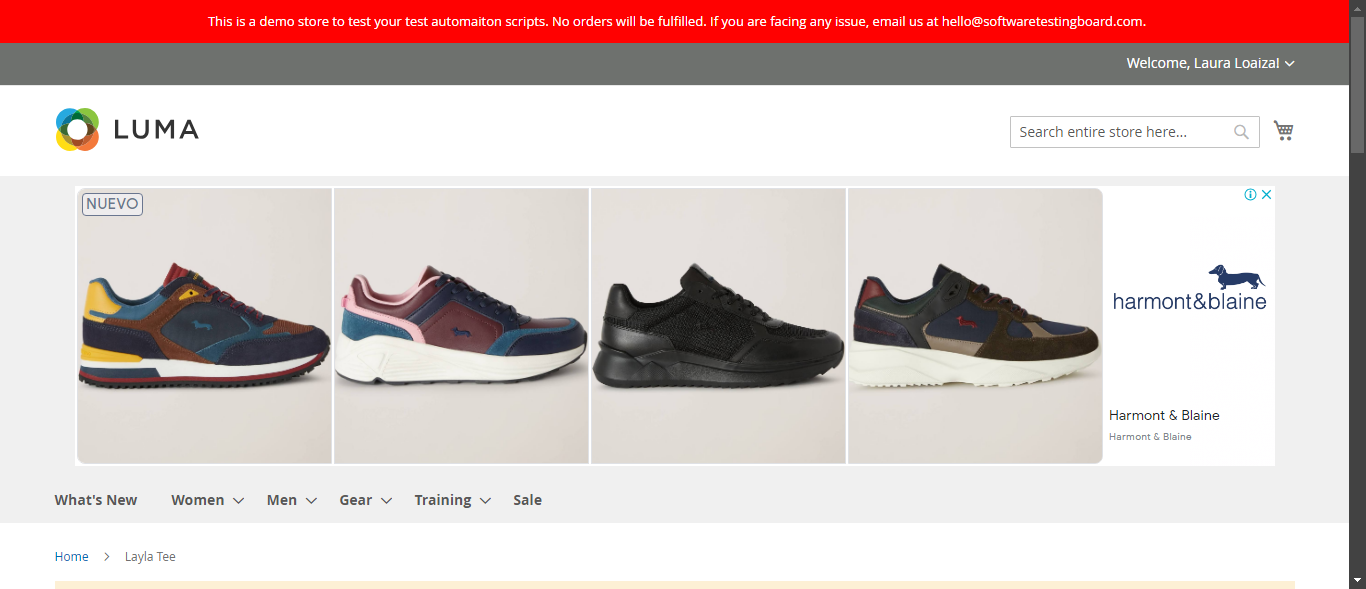 This is a demo store to test your test automaiton scripts. No orders will be fulfilled. If you are facing any issue, email us at hello@softwaretestingboard.com.
Welcome, Laura Loaiza!
LUMA
Search entire store here...
NUEVO
harmont&blaine
Harmont & Blaine
Harmont & Blaine
What's New Women Men Gear Training Sale
Home > Layla Tee